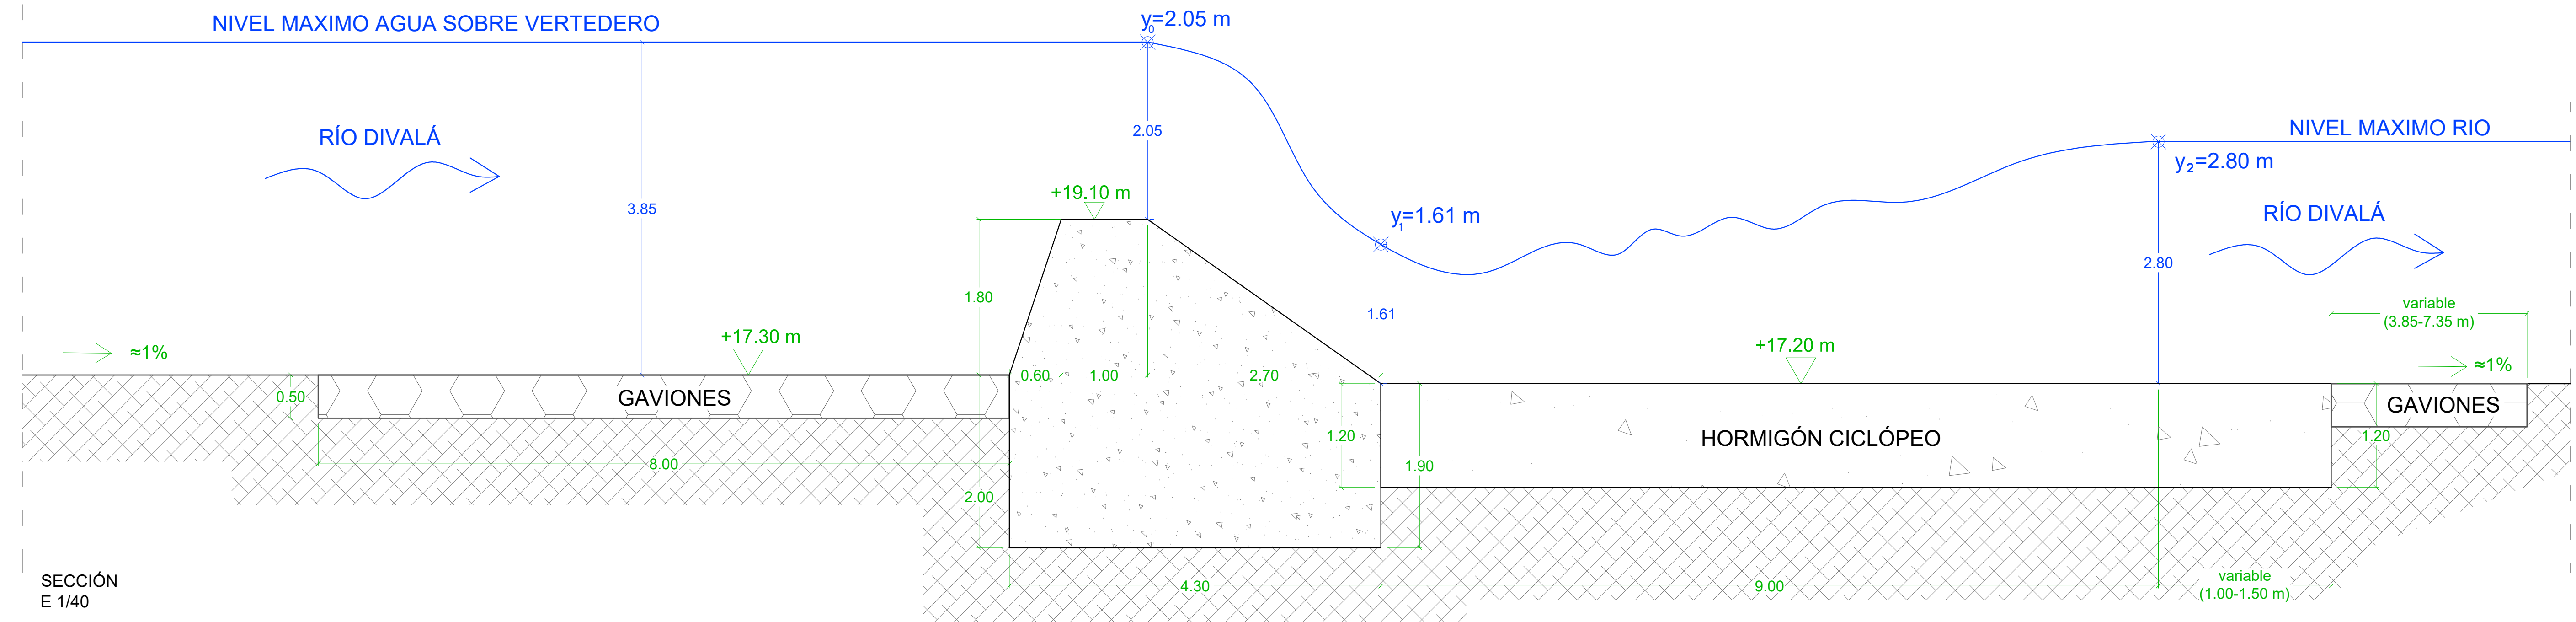 NIVEL MAXIMO AGUA SOBRE VERTEDERO
y0=2.05 m
NIVEL MAXIMO RIO
RÍO DIVALÁ
2.05
y2=2.80 m
+19.10 m
3.85
y1=1.61 m
RÍO DIVALÁ
2.80
1.80
1.61
variable
(3.85-7.35 m)
+17.30 m
+17.20 m
≈1%
≈1%
0.60
1.00
2.70
0.50
GAVIONES
GAVIONES
1.20
HORMIGÓN CICLÓPEO
1.20
8.00
1.90
2.00
SECCIÓN
E 1/40
4.30
9.00
variable
(1.00-1.50 m)